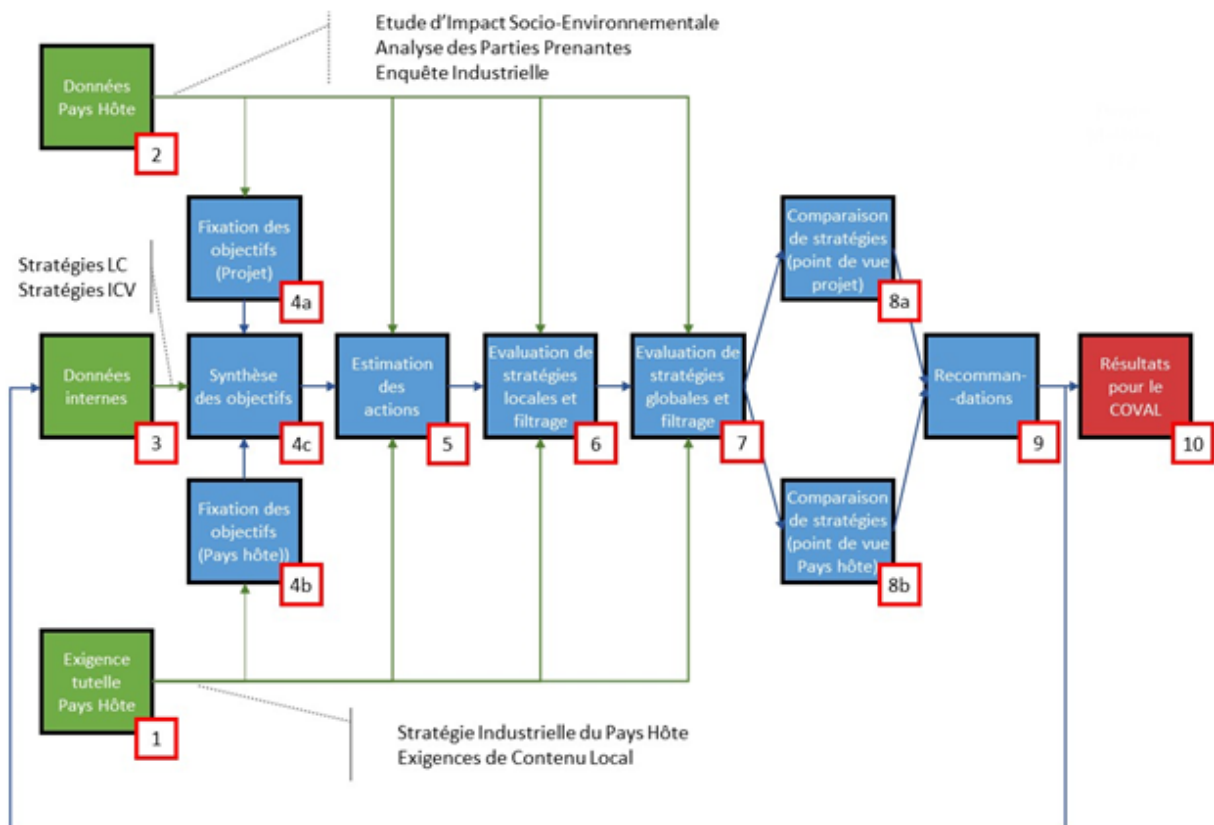 Etude d'Impact Socio-Environnementale
Analyse des Parties Prenantes
Enquête Industrielle
Données
Pays Hôte
2
Fixation des
objectifs
(Projet)
4a
Comparaison
de stratégies
(point de vue
projet)
8a
Stratégies LC
Stratégies ICV
Données
internes
3
Synthèse
des objectifs
4c
Estimation
des
actions
5
Evaluation de
stratégies
locales et
filtrage
6
Evaluation de
stratégies
globales et
filtrage
7
Recomman-
-dations
9
Résultats
pour le
COVAL
10
Fixation des
objectifs
(Pays hôte))
4b
Comparaison
de stratégies
(point de vue
Pays hôte)
8b
Exigence
tutelle
Pays Hôte
1
Stratégie Industrielle du Pays Hôte
Exigences de Contenu Local